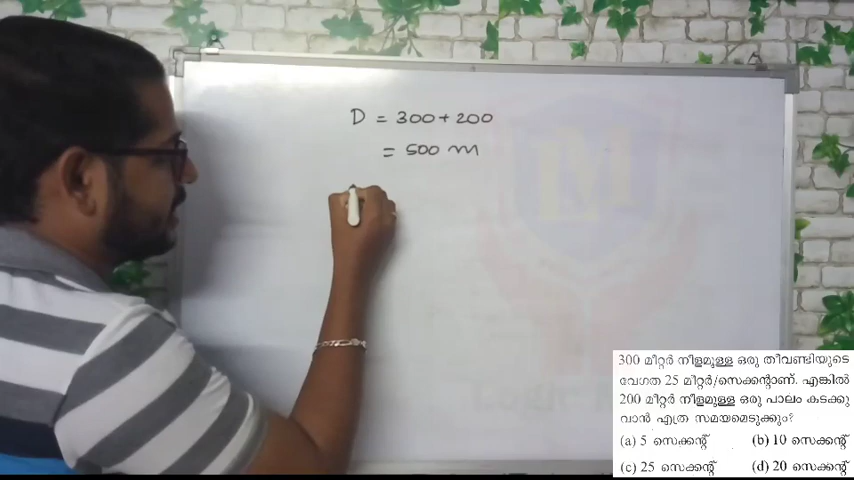 D = 300 + 200
= 500 m
LM
300 മീറ്റർ നീളമുള്ള ഒരു തീവണ്ടിയുടെ
വേഗത 25 മീറ്റർ/സെക്കന്റാണ്. എങ്കിൽ
200 മീറ്റർ നീളമുള്ള ഒരു പാലം കടക്കു
വാൻ എത്ര സമയമെടുക്കും?
(a) 5 സെക്കന്റ് (b) 10 സെക്കന്റ്
(c) 25 സെക്കന്റ് (d) 20 സെക്കന്റ്